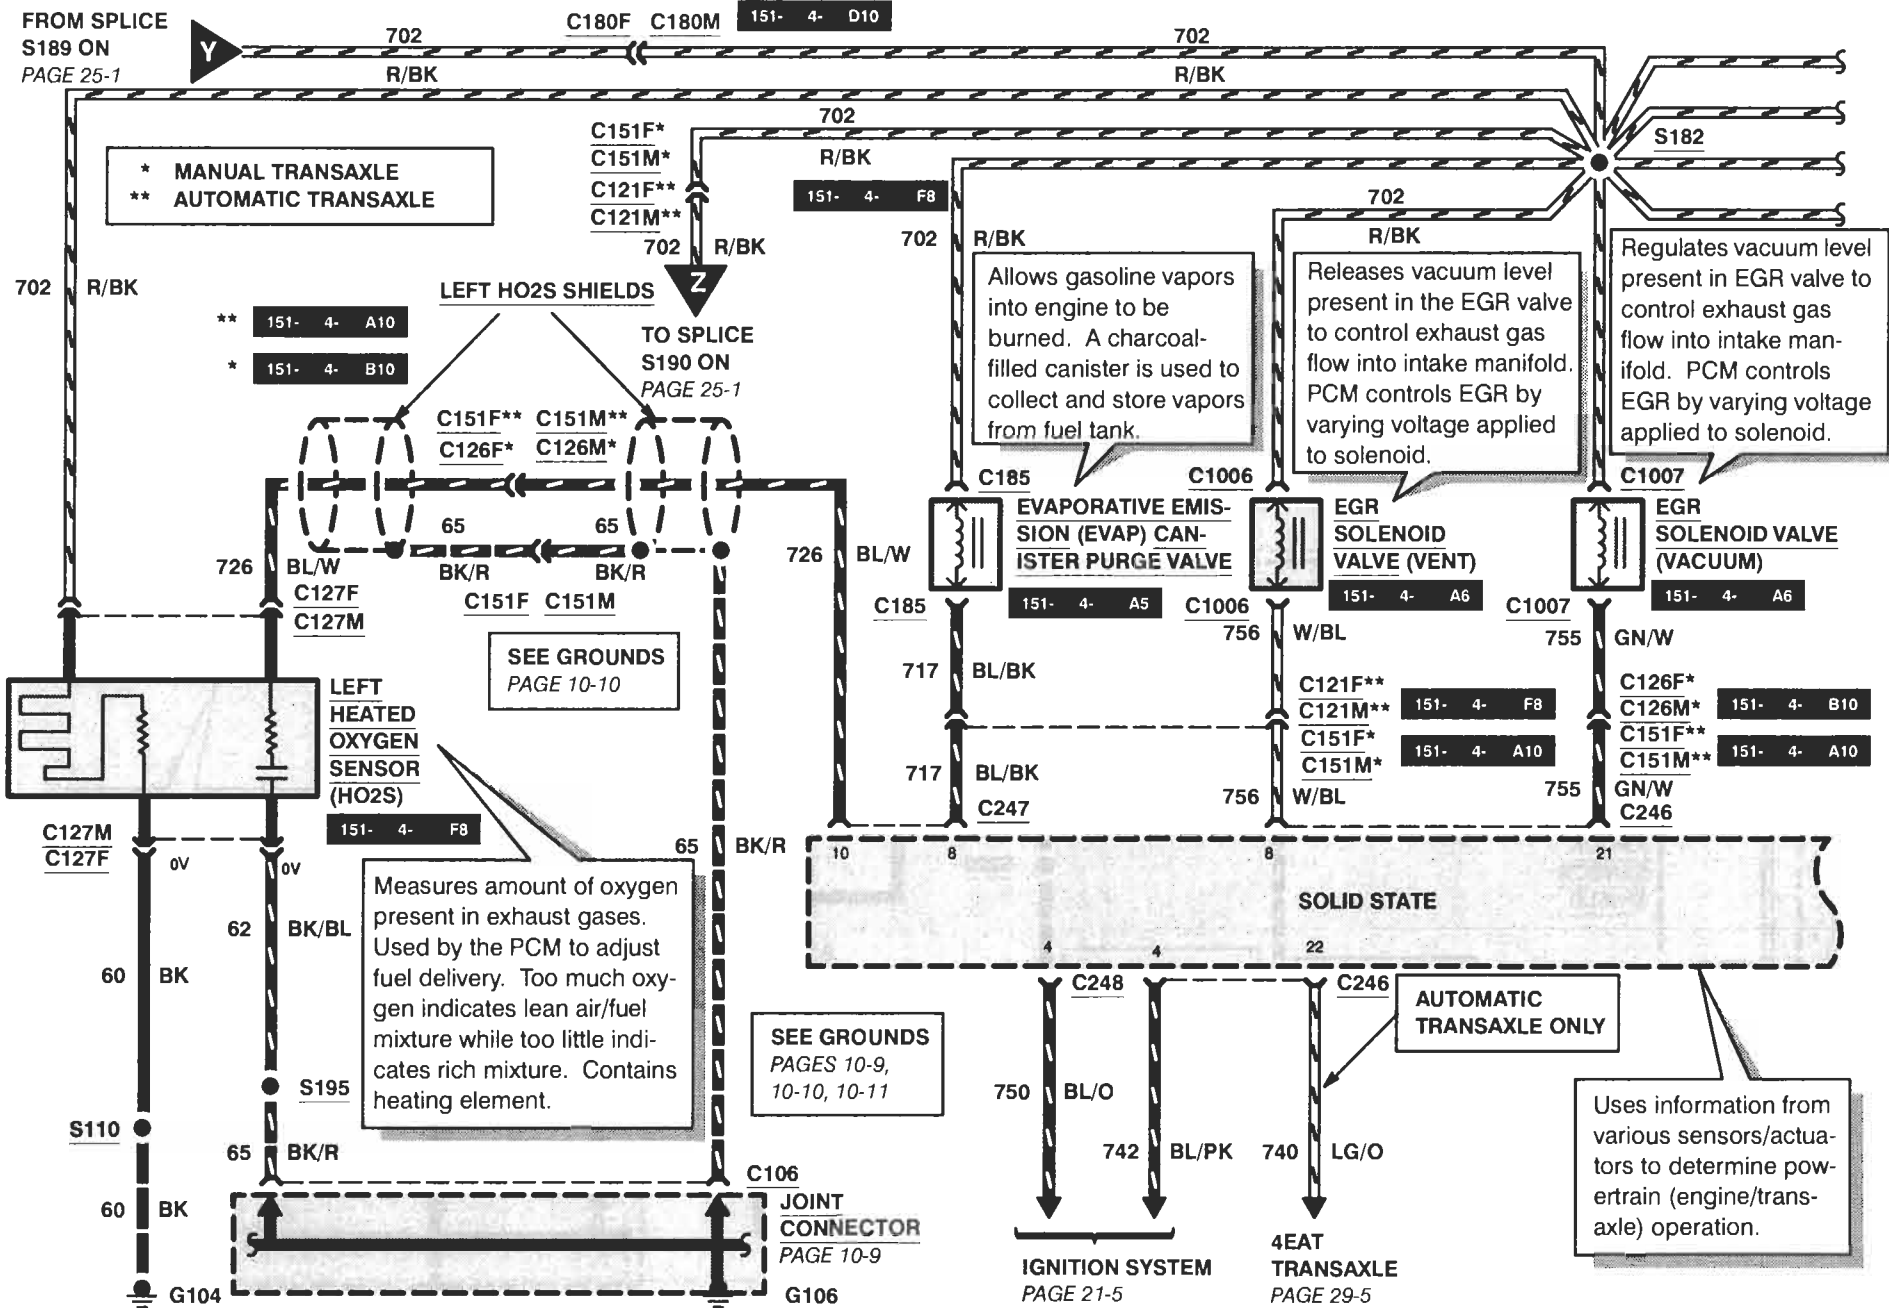 FROM SPLICE
S189 ON
PAGE 25-1
Y
702
R/BK
C180F C180M
151- 4- D10
702
R/BK
* MANUAL TRANSAXLE
** AUTOMATIC TRANSAXLE
C151F*
C151M*
C121F**
C121M**
702
R/BK
702 R/BK
Z
TO SPLICE
S190 ON
PAGE 25-1
151- 4- F8
S182
702 R/BK
702
R/BK
702 R/BK
LEFT HO2S SHIELDS
** 151- 4- A10
* 151- 4- B10
C151F** C151M**
C126F* C126M*
65 65
BK/R BK/R
C151F C151M
726 BL/W
C127F
C127M
726 BL/W
SEE GROUNDS
PAGE 10-10
Allows gasoline vapors
into engine to be
burned. A charcoal-
filled canister is used to
collect and store vapors
from fuel tank.
Releases vacuum level
present in the EGR valve
to control exhaust gas
flow into intake manifold.
PCM controls EGR by
varying voltage applied
to solenoid.
Regulates vacuum level
present in EGR valve to
control exhaust gas
flow into intake man-
ifold. PCM controls
EGR by varying voltage
applied to solenoid.
C185
EVAPORATIVE EMIS-
SION (EVAP) CAN-
ISTER PURGE VALVE
151- 4- A5
C185
C1006
EGR
SOLENOID
VALVE (VENT)
151- 4- A6
C1006
C1007
EGR
SOLENOID VALVE
(VACUUM)
151- 4- A6
C1007
717 BL/BK
756 W/BL
755 GN/W
C121F**
C121M**
151- 4- F8
C151F*
C151M*
151- 4- A10
C126F*
C126M*
151- 4- B10
C151F**
C151M**
151- 4- A10
717 BL/BK
C247
756 W/BL
755 GN/W
C246
LEFT
HEATED
OXYGEN
SENSOR
(HO2S)
151- 4- F8
C127M
C127F
0V 0V
Measures amount of oxygen
present in exhaust gases.
Used by the PCM to adjust
fuel delivery. Too much oxy-
gen indicates lean air/fuel
mixture while too little indi-
cates rich mixture. Contains
heating element.
62 BK/BL
60 BK
S195
S110
65 BK/R
60 BK
G104
65 BK/R
SEE GROUNDS
PAGES 10-9,
10-10, 10-11
C106
JOINT
CONNECTOR
PAGE 10-9
G106
10 8 8 21
SOLID STATE
4 4 22
C248
C246
AUTOMATIC
TRANSAXLE ONLY
750 BL/O
742 BL/PK
740 LG/O
IGNITION SYSTEM
PAGE 21-5
4EAT
TRANSAXLE
PAGE 29-5
Uses information from
various sensors/actua-
tors to determine pow-
ertrain (engine/trans-
axle) operation.